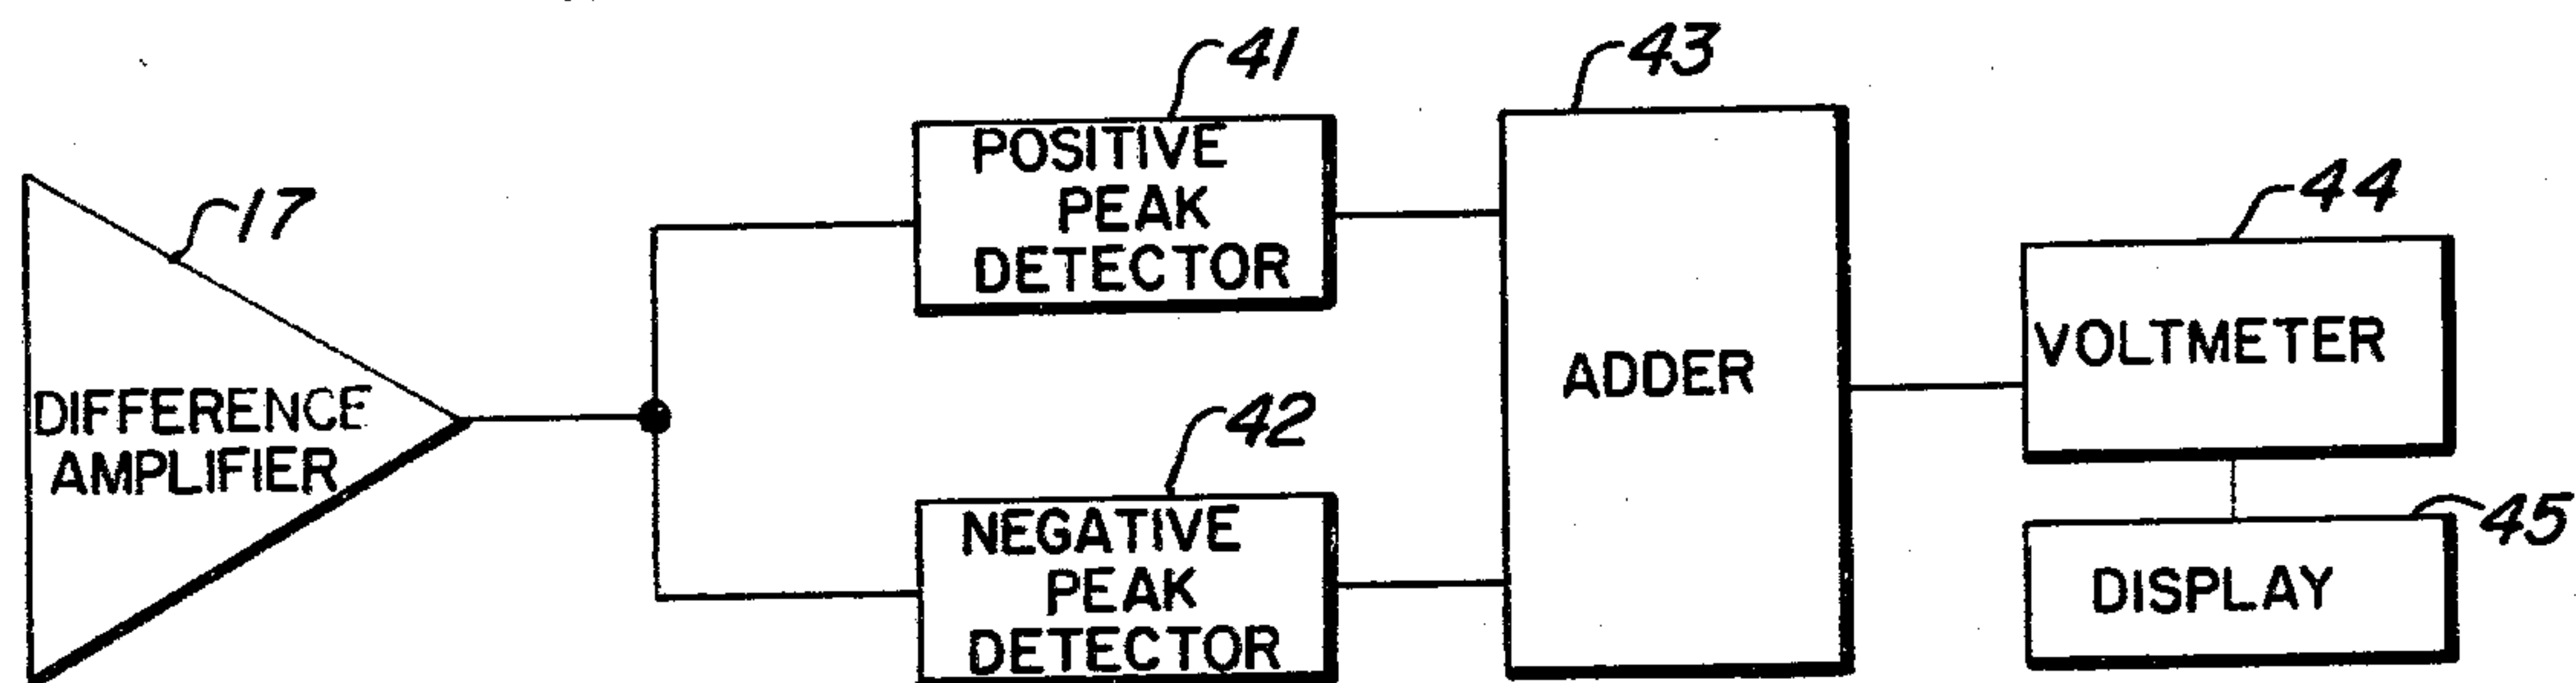 17
DIFFERENCE
AMPLIFIER
41
POSITIVE
PEAK
DETECTOR
42
NEGATIVE
PEAK
DETECTOR
43
ADDER
44
VOLTMETER
45
DISPLAY